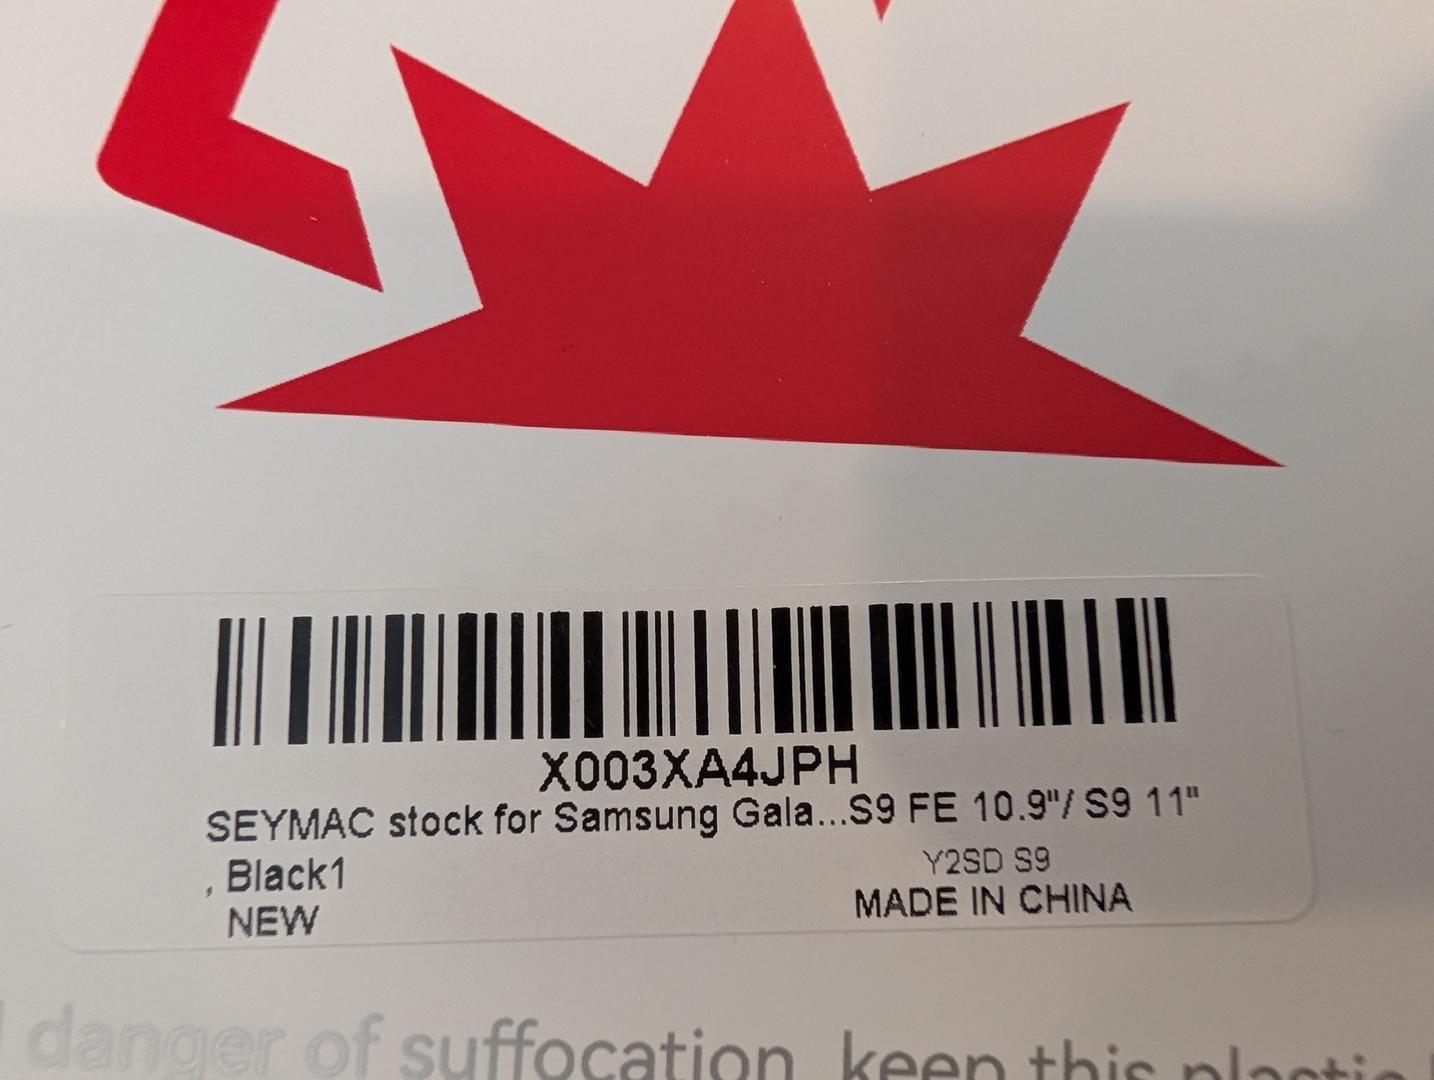 X003XA4JPH
SEYMAC stock for Samsung Gala...S9 FE 10.9"/ S9 11"
, Black1
Y2SD S9
NEW
MADE IN CHINA
danger of suffocation keep this plastic